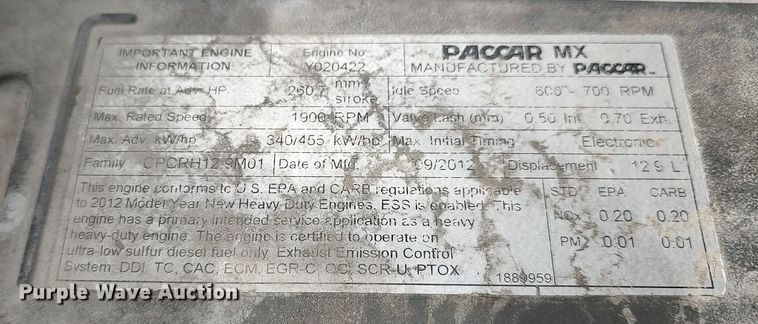 IMPORTANT ENGINE INFORMATION
Engine No. Y020422
PACCAR MX
MANUFACTURED BY PACCAR
Fuel Rate at Adv. HP 260.7 mm³ stroke Idle Speed 600 - 700 RPM
Max. Rated Speed 1900 RPM Valve Lash (mm) 0.50 Int. 0.70 Exh.
Max. Adv. kW/hp 340/455 kW/hp Max. Initial Timing Electronic
Family CPCRH12.9M01 Date of Mfg 09/2012 Displacement 12.9 L
This engine conforms to U.S. EPA and CARB regulations applicable
to 2012 Model Year New Heavy-Duty Engines. ESS is enabled. This
engine has a primary intended service application as a heavy
heavy-duty engine. The engine is certified to operate on
ultra-low sulfur diesel fuel only. Exhaust Emission Control
System: DDI, TC, CAC, ECM, EGR-C, OC, SCR-U, PTOX
STD EPA CARB
NOx 0.20 0.20
PM 0.01 0.01
1889959
Purple Wave Auction